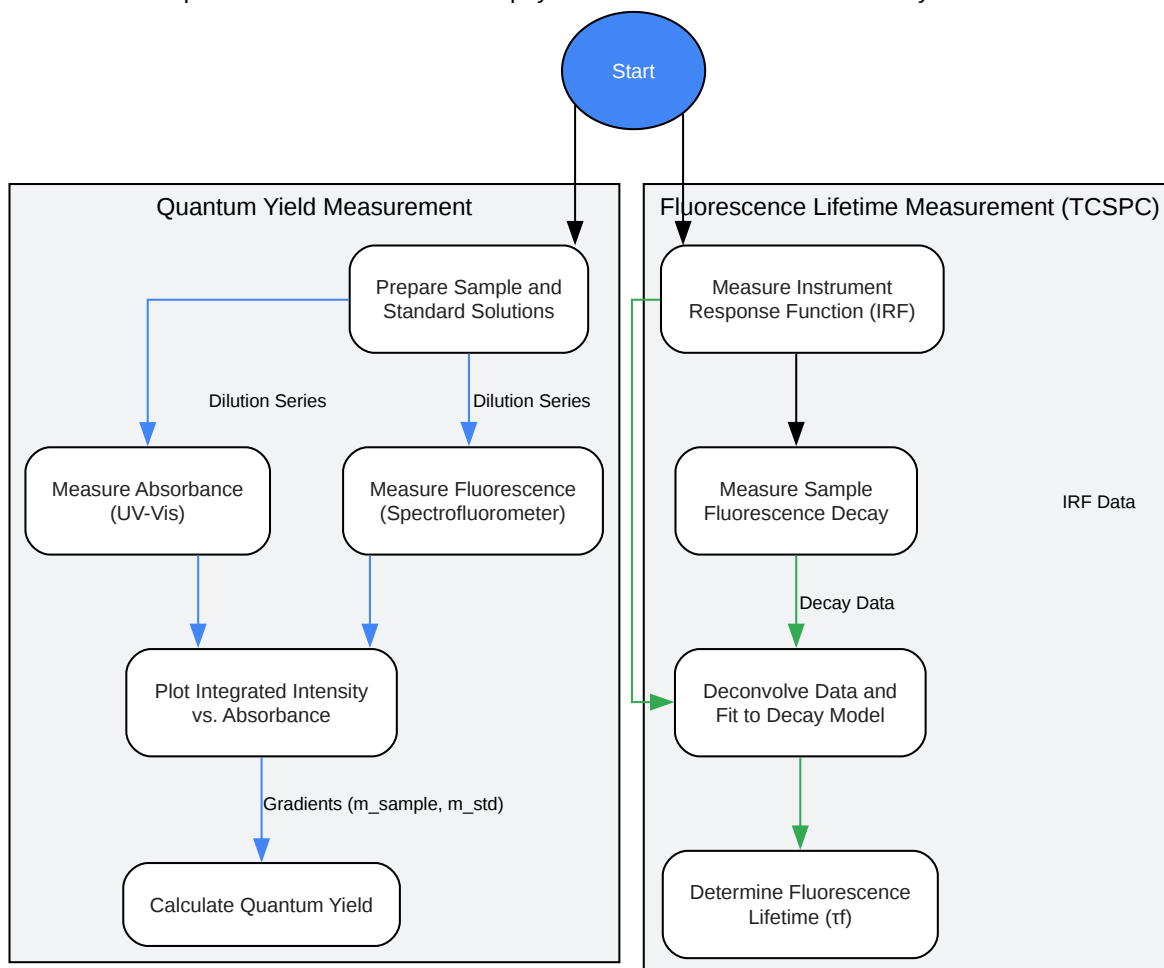 Start
Quantum Yield Measurement
Prepare Sample and
Standard Solutions
Dilution Series
Dilution Series
Measure Absorbance
(UV-Vis)
Measure Fluorescence
(Spectrofluorometer)
Plot Integrated Intensity
vs. Absorbance
Gradients (m_sample, m_std)
Calculate Quantum Yield
Fluorescence Lifetime Measurement (TCSPC)
Measure Instrument
Response Function (IRF)
Measure Sample
Fluorescence Decay
IRF Data
Decay Data
Deconvolve Data and
Fit to Decay Model
Determine Fluorescence
Lifetime (τf)